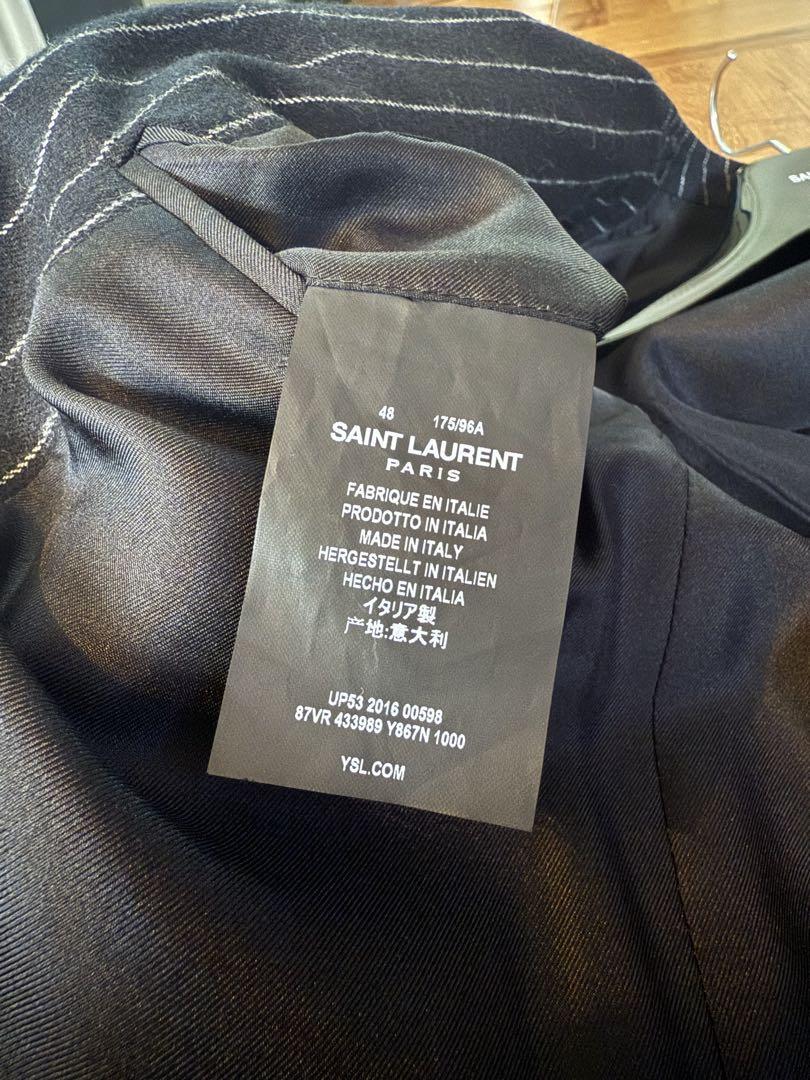 48 175/96A
SAINT LAURENT
PARIS
FABRIQUE EN ITALIE
PRODOTTO IN ITALIA
MADE IN ITALY
HERGESTELLT IN ITALIEN
HECHO EN ITALIA
イタリア製
产地:意大利
UP53 2016 00598
87VR 433989 Y867N 1000
YSL.COM